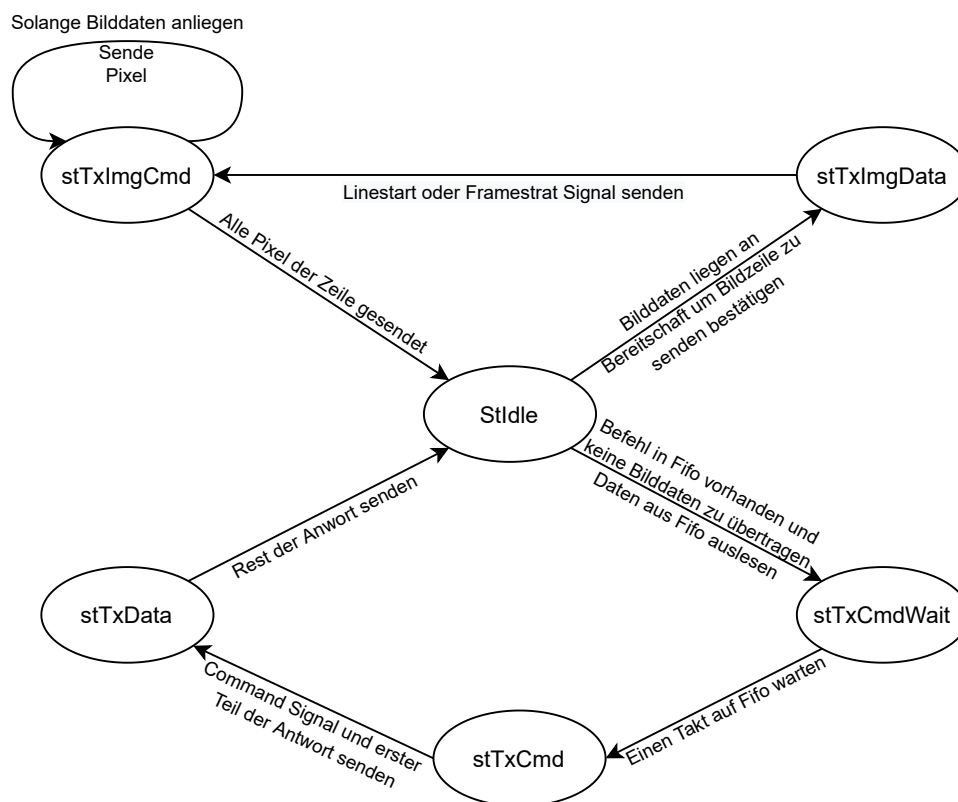 Solange Bilddaten anliegen
Sende
Pixel
stTxImgCmd
stTxImgData
Linestart oder Framestrat Signal senden
Alle Pixel der Zeile gesendet
Bilddaten liegen an
Bereitschaft um Bildzeile zu
senden bestätigen
StIdle
Befehl in Fifo vorhanden und
keine Bilddaten zu übertragen
Daten aus Fifo auslesen
Rest der Anwort senden
stTxData
stTxCmdWait
Command Signal und erster
Teil der Antwort senden
Einen Takt auf Fifo warten
stTxCmd